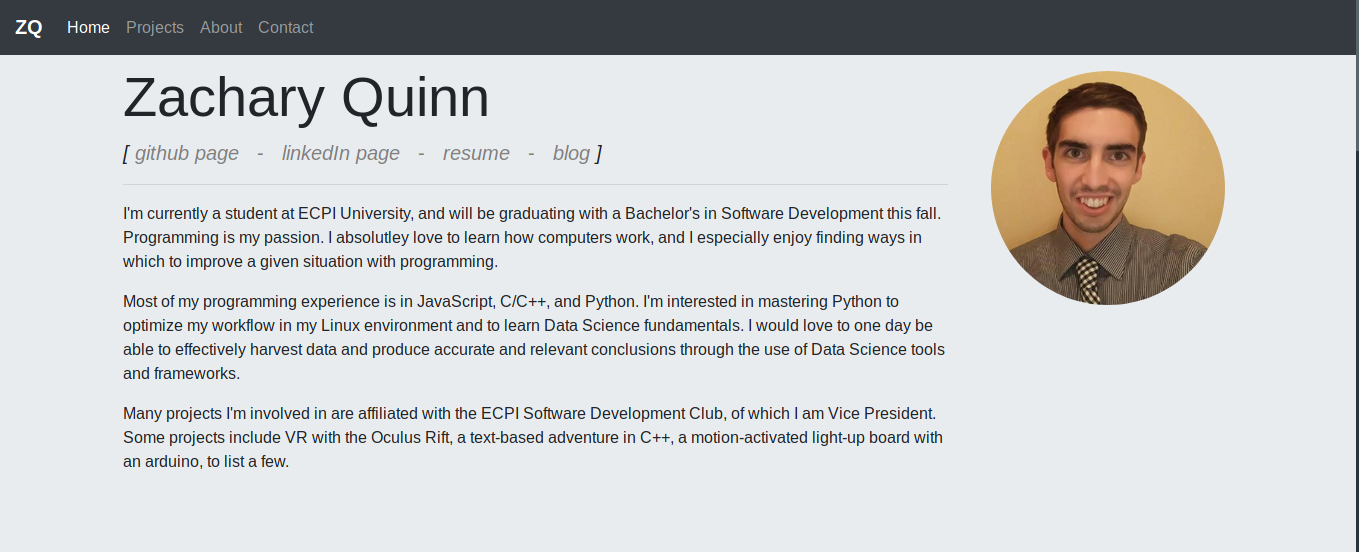 ZQ Home Projects About Contact
Zachary Quinn
[ github page - linkedIn page - resume - blog ]
I'm currently a student at ECPI University, and will be graduating with a Bachelor's in Software Development this fall.
Programming is my passion. I absolutley love to learn how computers work, and I especially enjoy finding ways in
which to improve a given situation with programming.
Most of my programming experience is in JavaScript, C/C++, and Python. I'm interested in mastering Python to
optimize my workflow in my Linux environment and to learn Data Science fundamentals. I would love to one day be
able to effectively harvest data and produce accurate and relevant conclusions through the use of Data Science tools
and frameworks.
Many projects I'm involved in are affiliated with the ECPI Software Development Club, of which I am Vice President.
Some projects include VR with the Oculus Rift, a text-based adventure in C++, a motion-activated light-up board with
an arduino, to list a few.